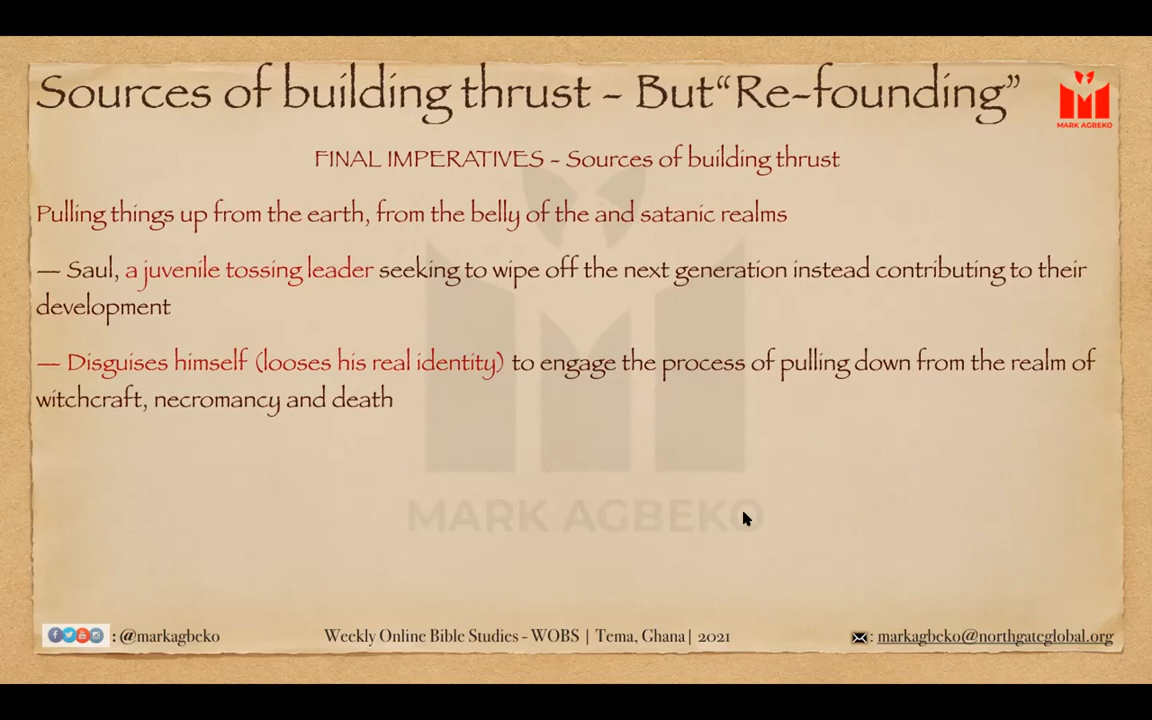 Sources of building thrust - But“Re-founding”
MARK AGBEKO
FINAL IMPERATIVES - Sources of building thrust
Pulling things up from the earth, from the belly of the and satanic realms
— Saul, a juvenile tossing leader seeking to wipe off the next generation instead contributing to their
development
— Disguises himself (looses his real identity) to engage the process of pulling down from the realm of
witchcraft, necromancy and death
MARK AGBEKO
: @markagbeko
Weekly Online Bible Studies - WOBS | Tema, Ghana| 2021
: markagbeko@northgateglobal.org